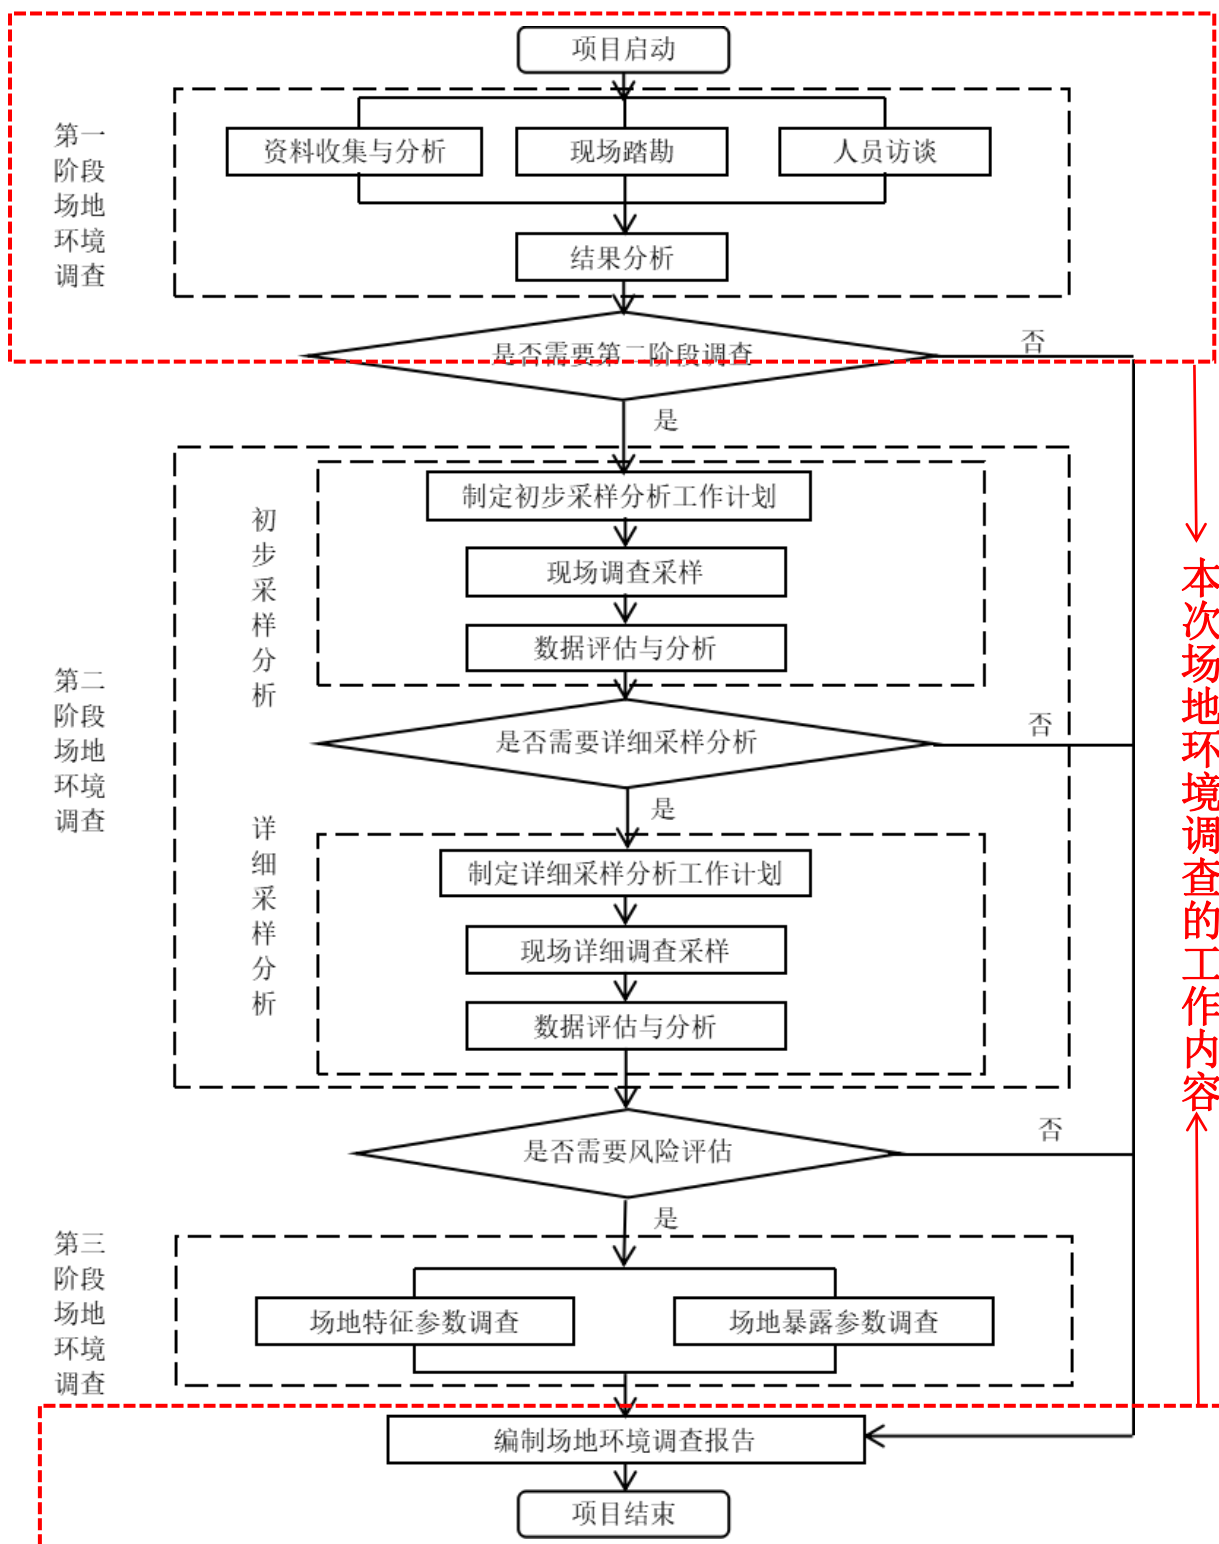 项目启动
第一
阶段
场地
环境
调查
资料收集与分析
现场踏勘
人员访谈
结果分析
是否需要第二阶段调查
否
是
第二
阶段
场地
环境
调查
初
步
采
样
分
析
制定初步采样分析工作计划
现场调查采样
数据评估与分析
是否需要详细采样分析
否
是
详
细
采
样
分
析
制定详细采样分析工作计划
现场详细调查采样
数据评估与分析
是否需要风险评估
否
是
第三
阶段
场地
环境
调查
场地特征参数调查
场地暴露参数调查
编制场地环境调查报告
项目结束
本次场地环境调查的工作内容